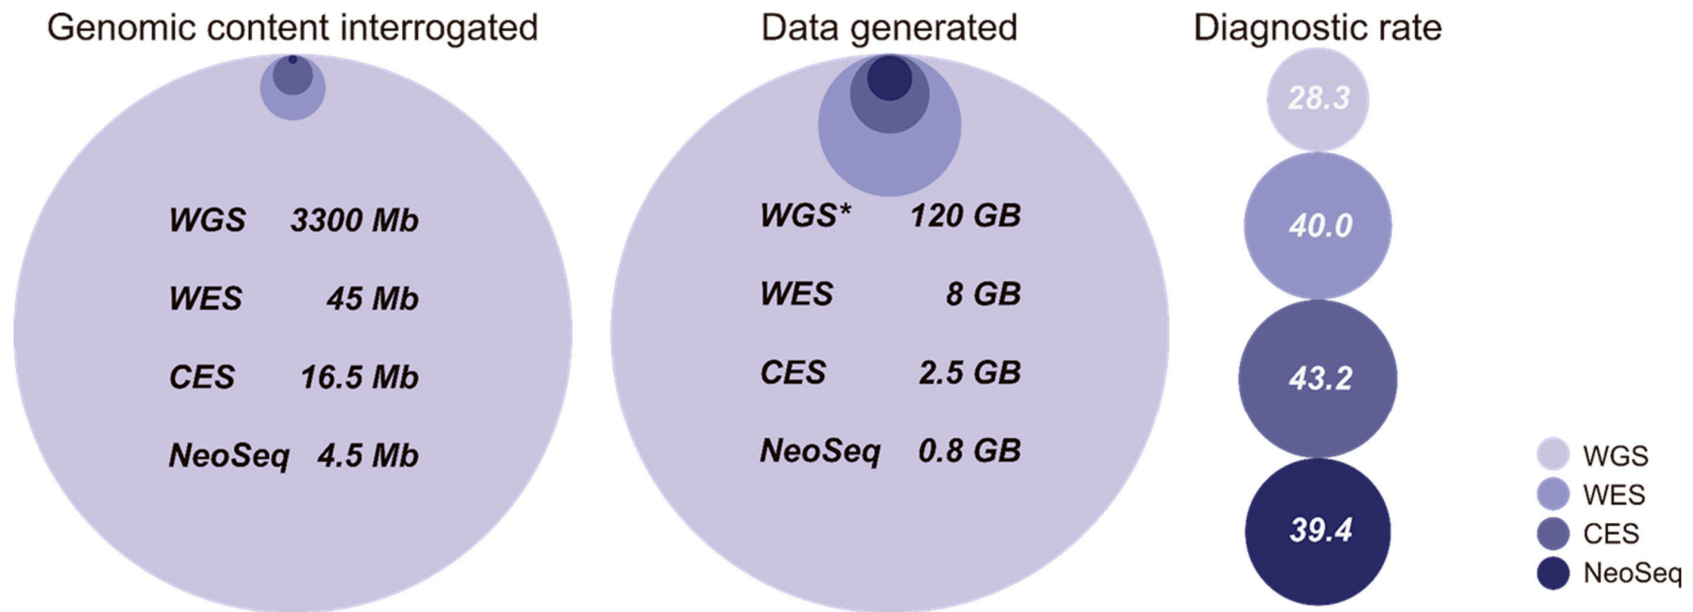 Genomic content interrogated
WGS 3300 Mb
WES 45 Mb
CES 16.5 Mb
NeoSeq 4.5 Mb
Data generated
WGS* 120 GB
WES 8 GB
CES 2.5 GB
NeoSeq 0.8 GB
Diagnostic rate
28.3
40.0
43.2
39.4
WGS
WES
CES
NeoSeq